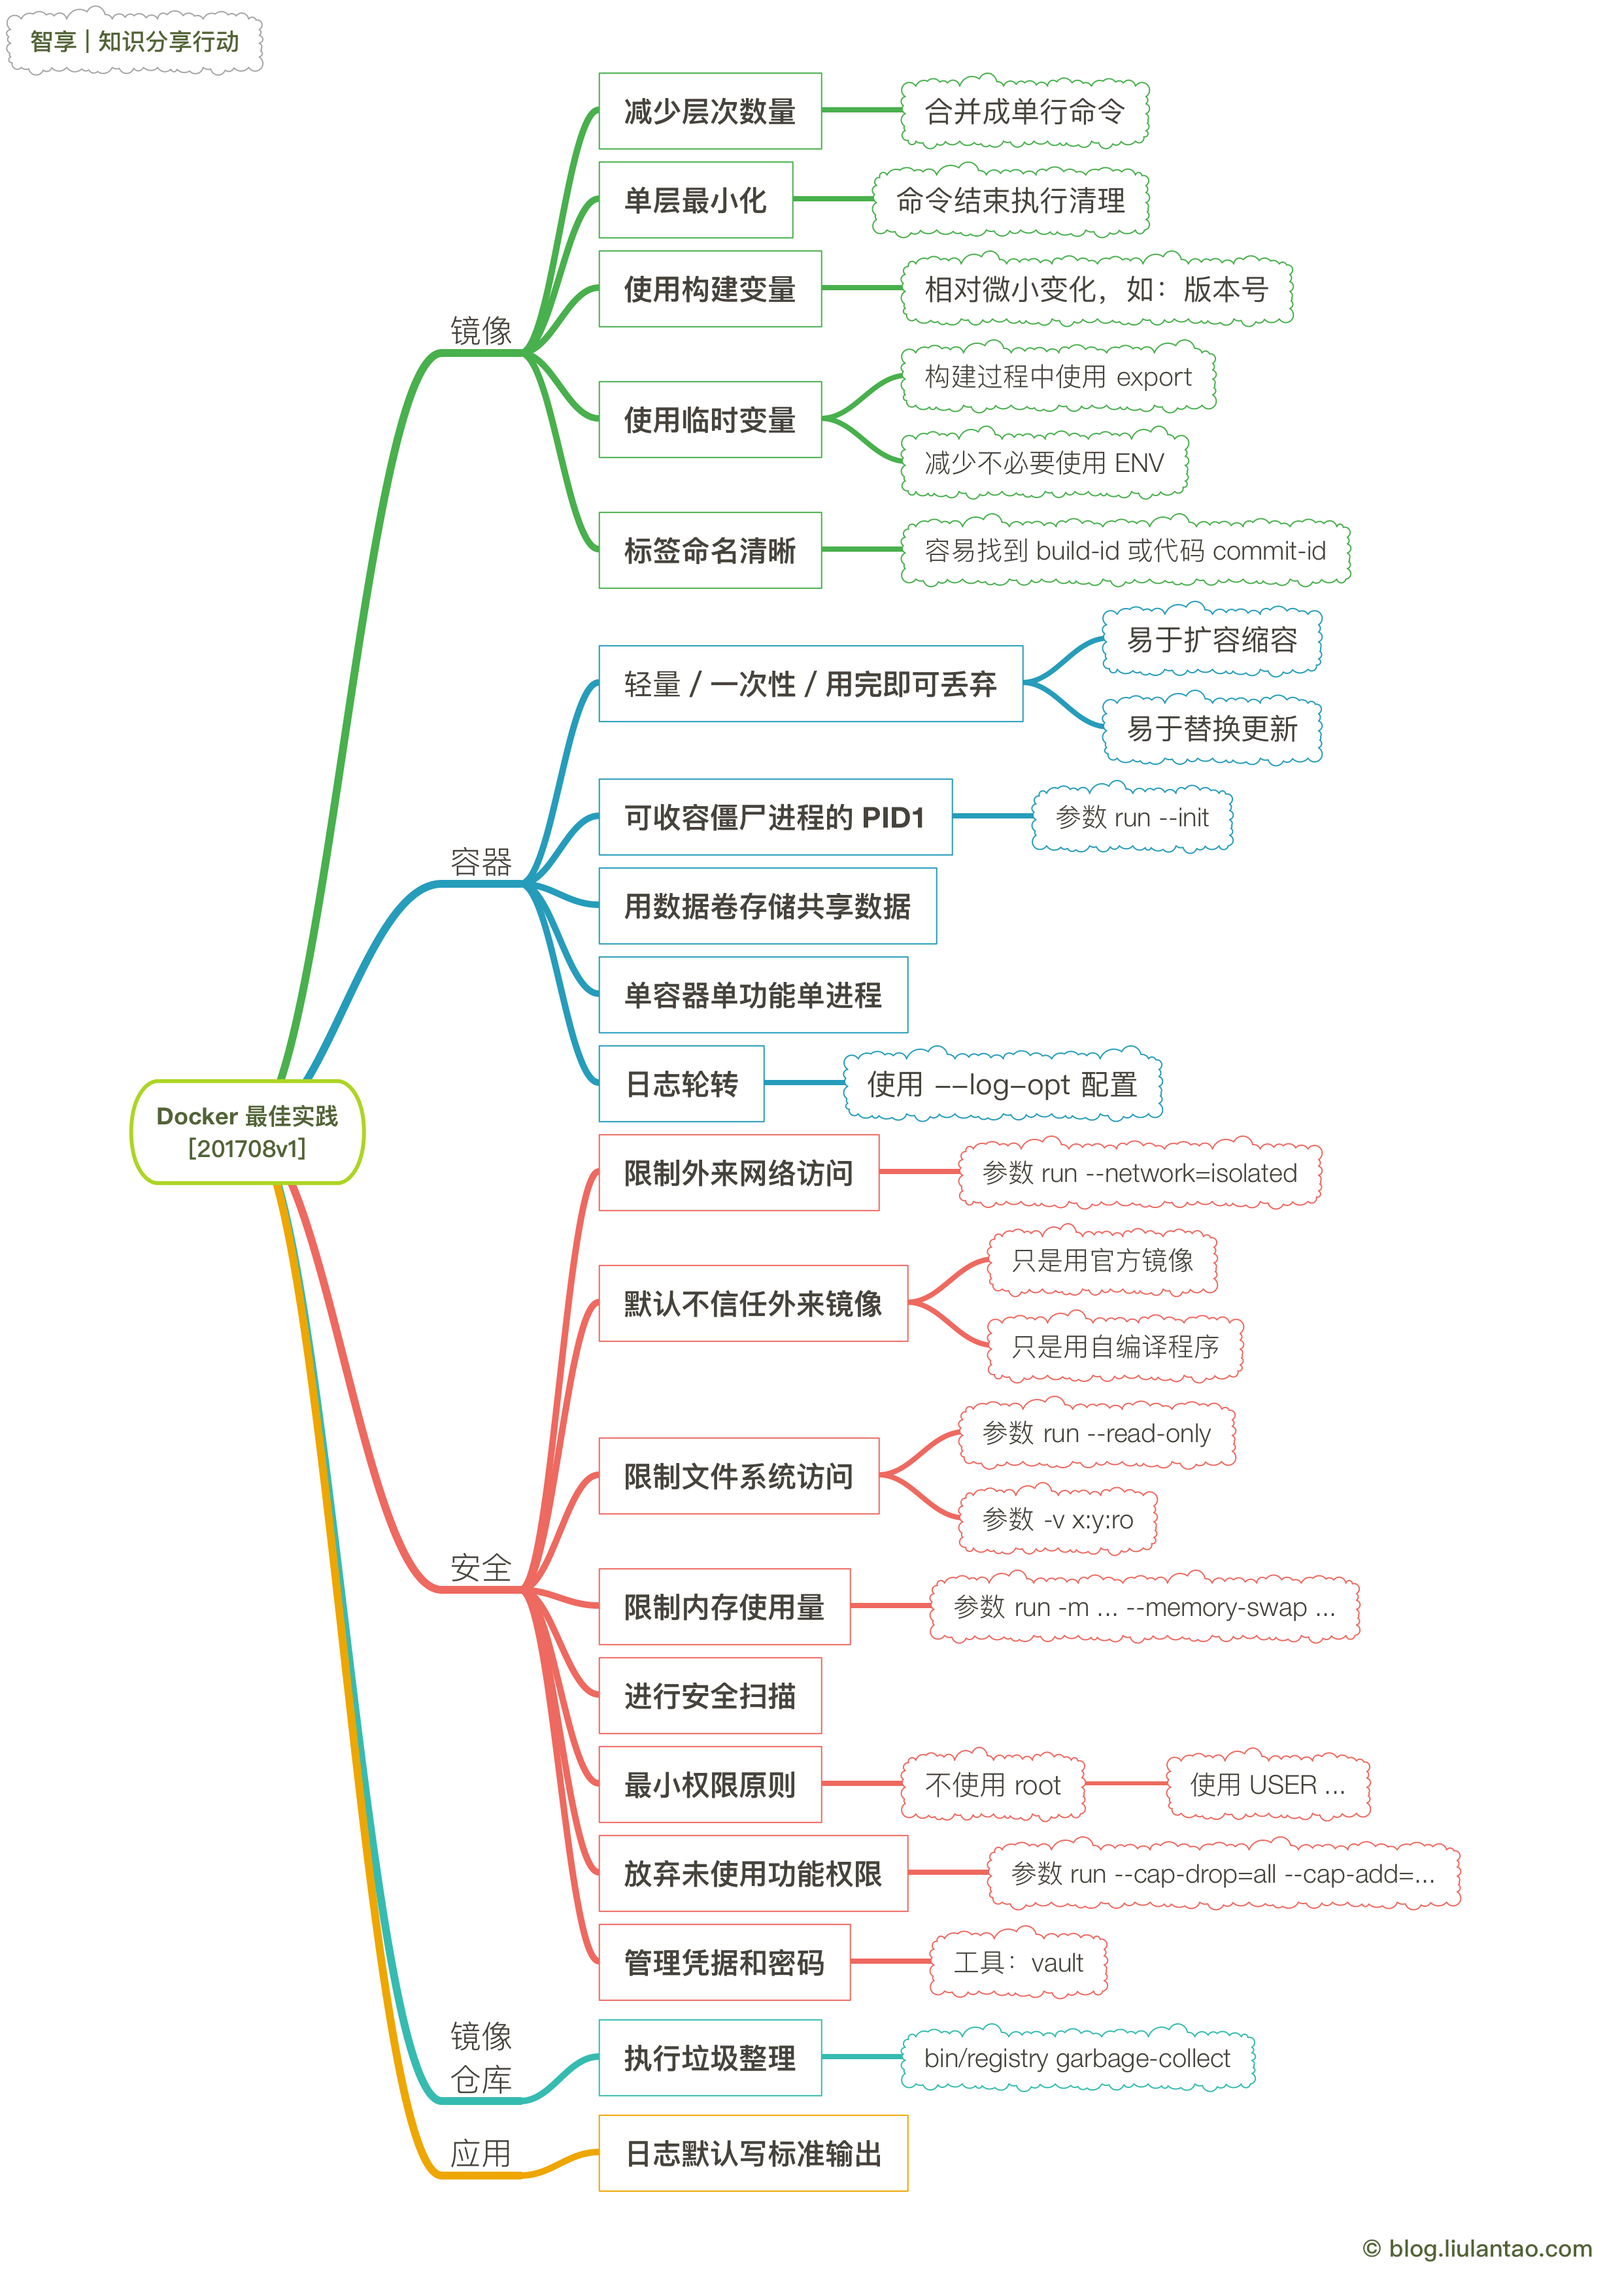 智享 | 知识分享行动
Docker 最佳实践
[201708v1]
镜像
减少层次数量
合并成单行命令
单层最小化
命令结束执行清理
使用构建变量
相对微小变化，如：版本号
使用临时变量
构建过程中使用 export
减少不必要使用 ENV
标签命名清晰
容易找到 build-id 或代码 commit-id
容器
轻量 / 一次性 / 用完即可丢弃
易于扩容缩容
易于替换更新
可收容僵尸进程的 PID1
参数 run --init
用数据卷存储共享数据
单容器单功能单进程
日志轮转
使用 --log-opt 配置
安全
限制外来网络访问
参数 run --network=isolated
默认不信任外来镜像
只是用官方镜像
只是用自编译程序
限制文件系统访问
参数 run --read-only
参数 -v x:y:ro
限制内存使用量
参数 run -m ... --memory-swap ...
进行安全扫描
最小权限原则
不使用 root
使用 USER ...
放弃未使用功能权限
参数 run --cap-drop=all --cap-add=...
管理凭据和密码
工具：vault
镜像
仓库
执行垃圾整理
bin/registry garbage-collect
应用
日志默认写标准输出
© blog.liulantao.com